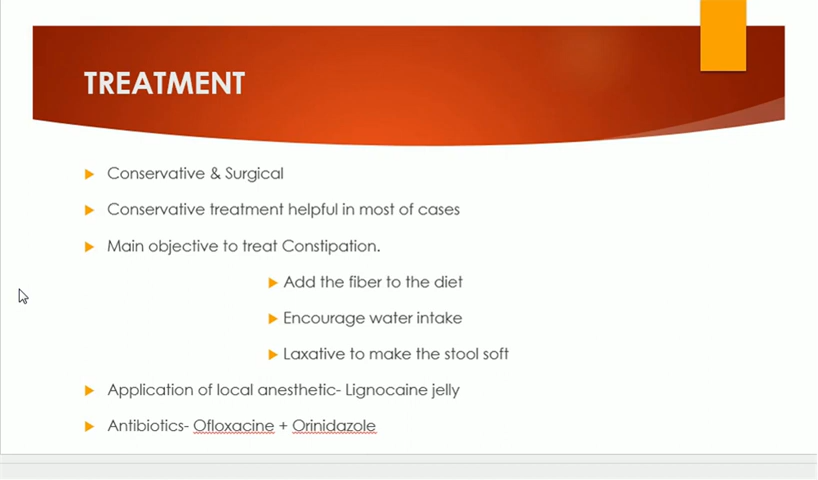 TREATMENT
Conservative & Surgical
Conservative treatment helpful in most of cases
Main objective to treat Constipation.
Add the fiber to the diet
Encourage water intake
Laxative to make the stool soft
Application of local anesthetic- Lignocaine jelly
Antibiotics- Ofloxacine + Orinidazole